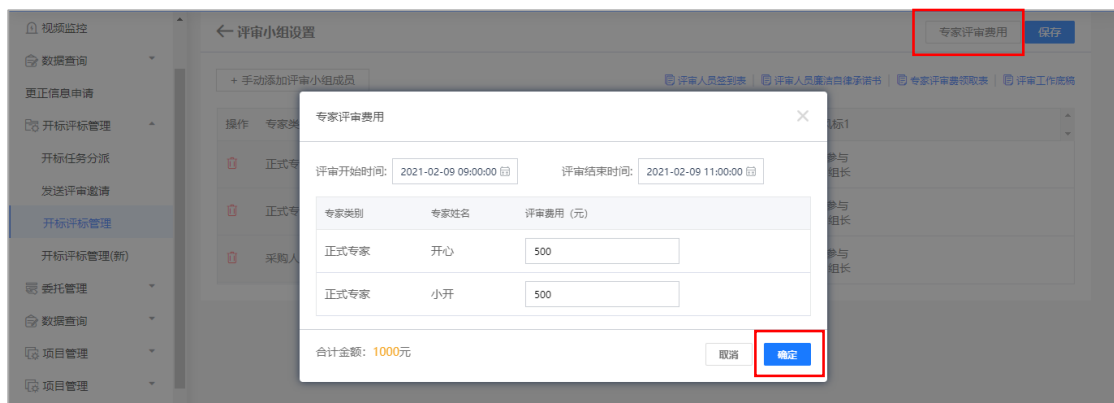 视频监控
数据查询
更正信息申请
开标评标管理
开标任务分派
发送评审邀请
开标评标管理
开标评标管理(新)
委托管理
数据查询
项目管理
项目管理
← 评审小组设置
专家评审费用
保存
+ 手动添加评审小组成员
评审人员签到表
评审人员廉洁自律承诺书
专家评审费领取表
评审工作底稿
操作
专家类
标1
正式专
参与
组长
正式专
参与
组长
采购人
参与
组长
专家评审费用
评审开始时间: 2021-02-09 09:00:00
评审结束时间: 2021-02-09 11:00:00
专家类别 专家姓名 评审费用（元）
正式专家 开心 500
正式专家 小开 500
合计金额：1000元
取消
确定